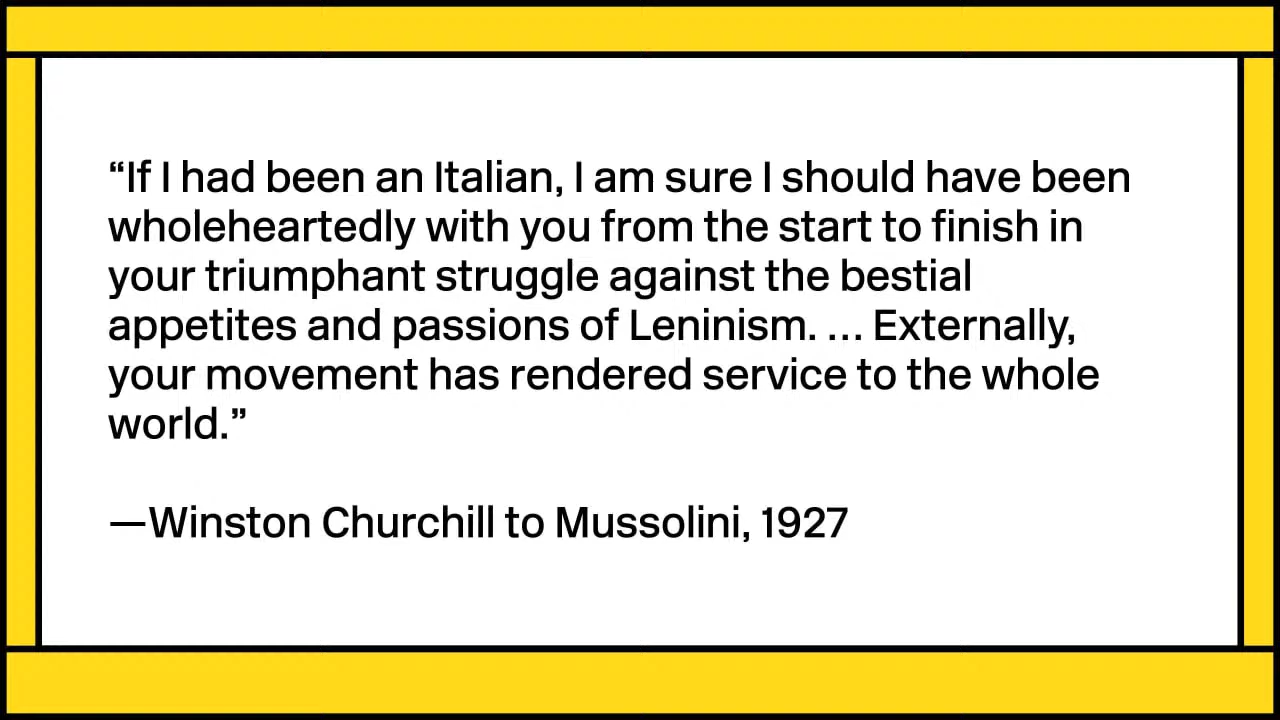 “If I had been an Italian, I am sure I should have been
wholeheartedly with you from the start to finish in
your triumphant struggle against the bestial
appetites and passions of Leninism. ... Externally,
your movement has rendered service to the whole
world.”
—Winston Churchill to Mussolini, 1927